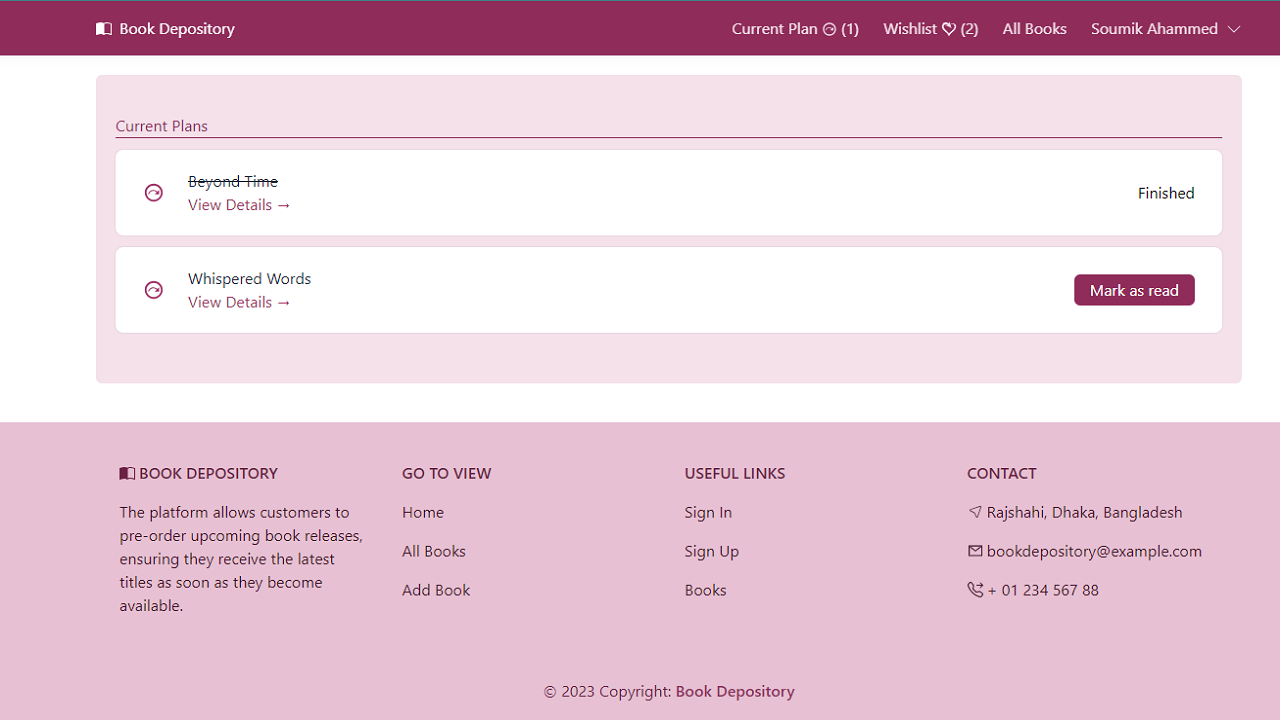 Book Depository
Current Plan (1)
Wishlist (2)
All Books
Soumik Ahammed
Current Plans
Beyond Time
View Details →
Finished
Whispered Words
View Details →
Mark as read
BOOK DEPOSITORY
The platform allows customers to
pre-order upcoming book releases,
ensuring they receive the latest
titles as soon as they become
available.
GO TO VIEW
Home
All Books
Add Book
USEFUL LINKS
Sign In
Sign Up
Books
CONTACT
Rajshahi, Dhaka, Bangladesh
bookdepository@example.com
+ 01 234 567 88
© 2023 Copyright: Book Depository